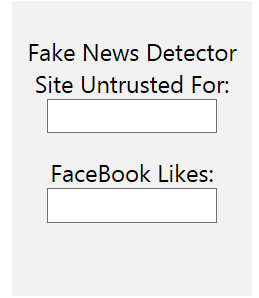 Fake News Detector
Site Untrusted For:
FaceBook Likes: